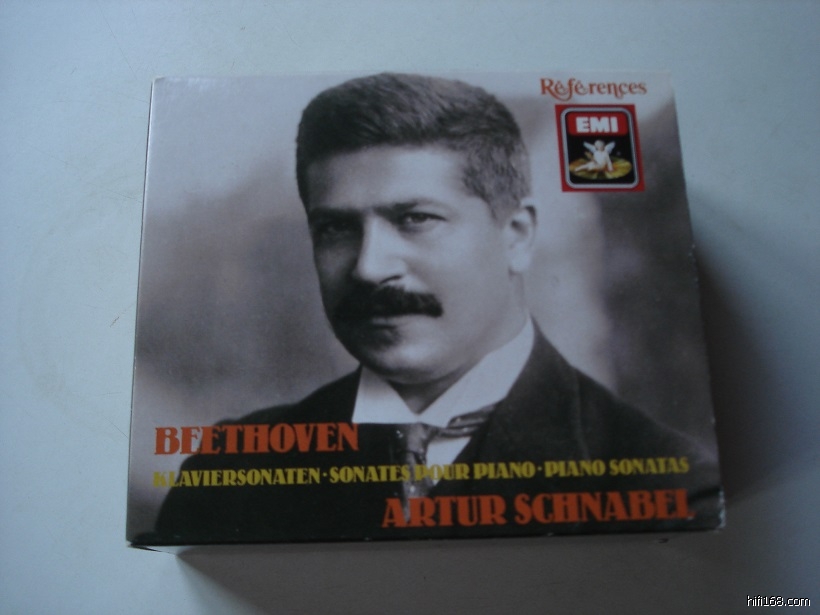 Références
EMI
BEETHOVEN
KLAVIERSONATEN · SONATES POUR PIANO · PIANO SONATAS
ARTUR SCHNABEL
hifi168.com